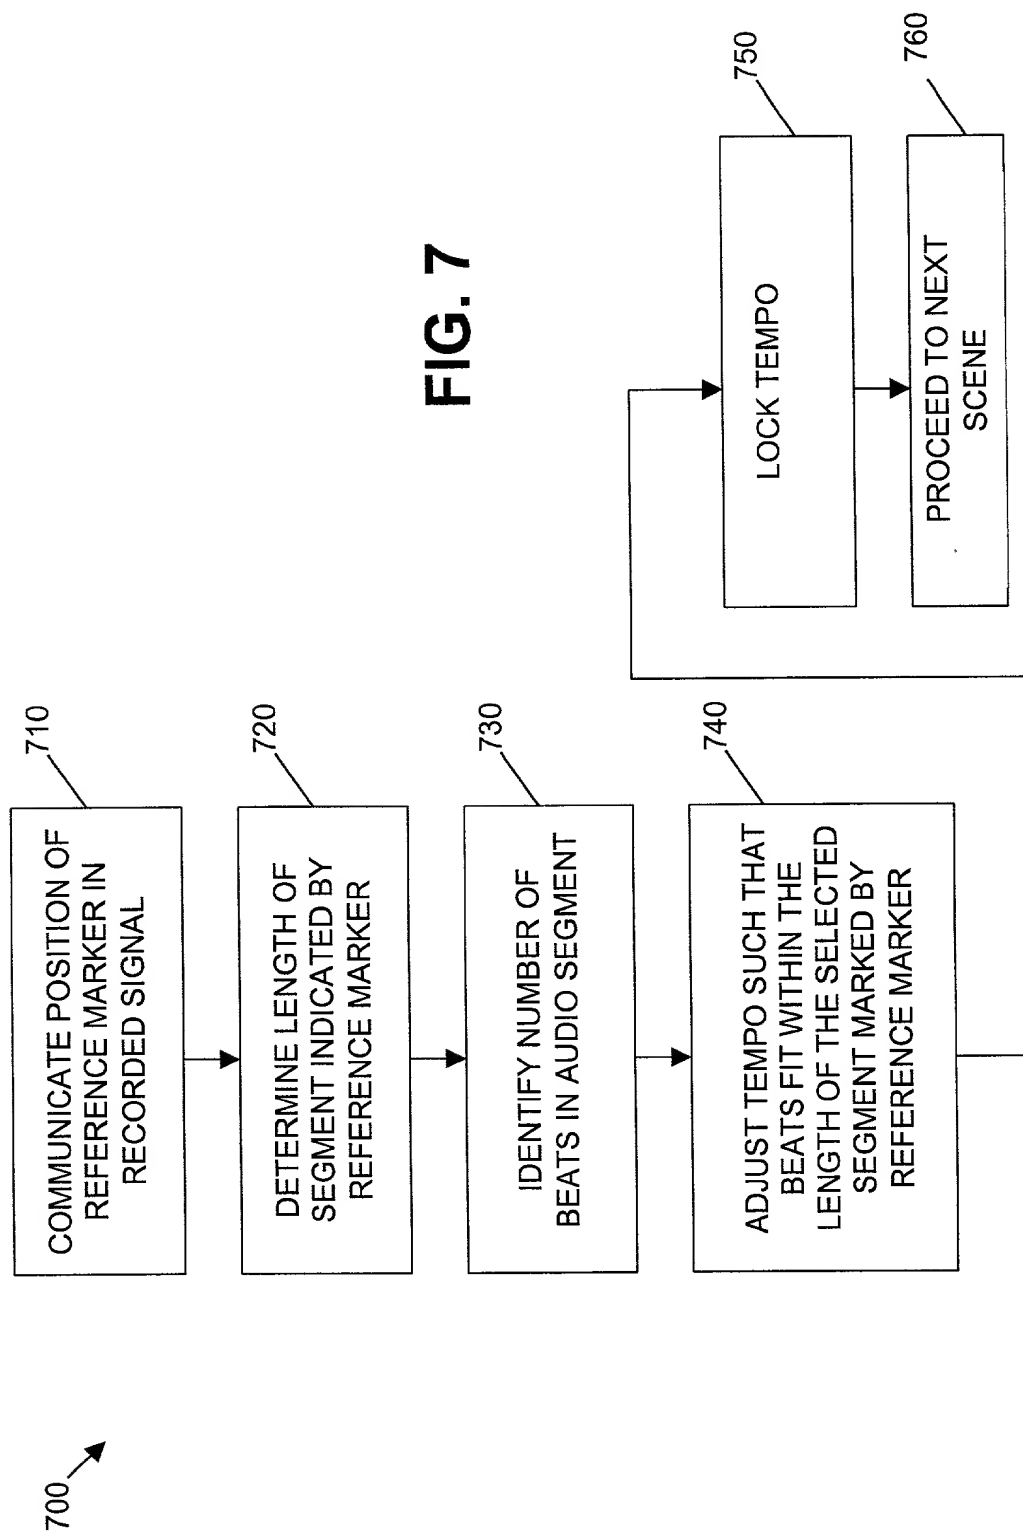 700
710
COMMUNICATE POSITION OF
REFERENCE MARKER IN
RECORDED SIGNAL
720
DETERMINE LENGTH OF
SEGMENT INDICATED BY
REFERENCE MARKER
730
IDENTIFY NUMBER OF
BEATS IN AUDIO SEGMENT
740
ADJUST TEMPO SUCH THAT
BEATS FIT WITHIN THE
LENGTH OF THE SELECTED
SEGMENT MARKED BY
REFERENCE MARKER
750
LOCK TEMPO
760
PROCEED TO NEXT
SCENE
FIG. 7